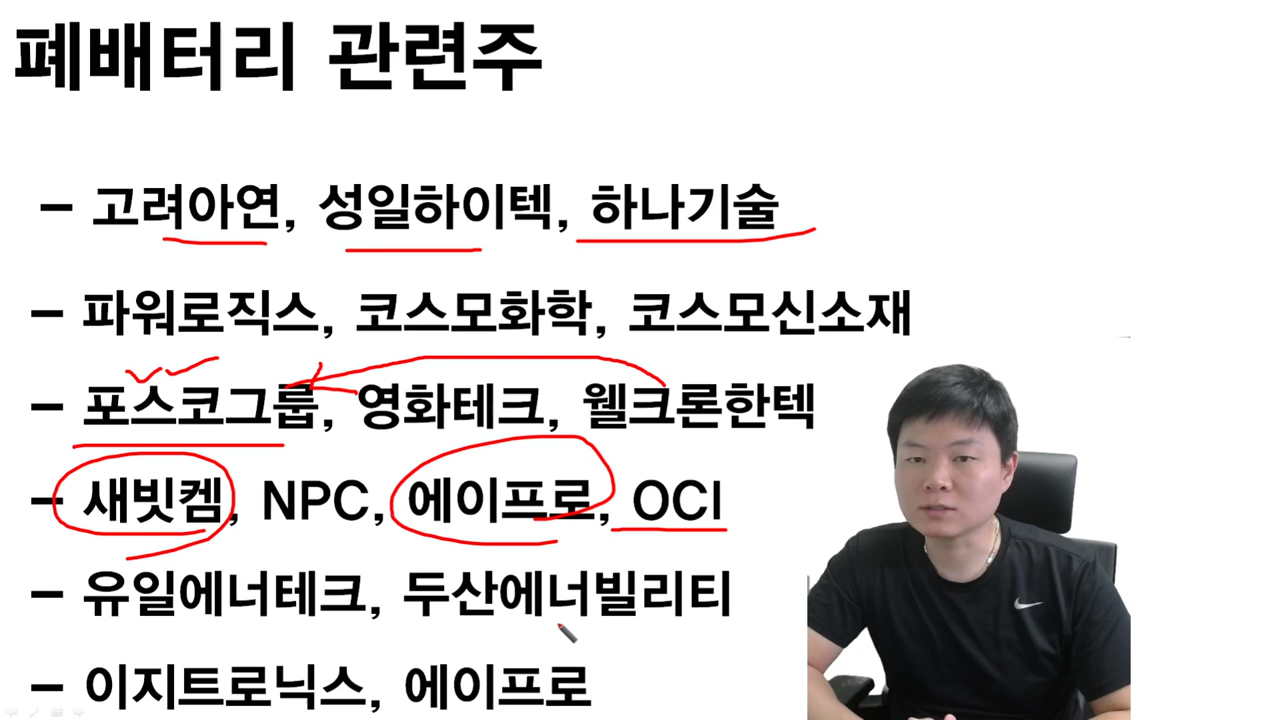 폐배터리 관련주
- 고려아연, 성일하이텍, 하나기술
- 파워로직스, 코스모화학, 코스모신소재
- 포스코그룹, 영화테크, 웰크론한텍
- 새빗켐, NPC, 에이프로, OCI
- 유일에너테크, 두산에너빌리티
- 이지트로닉스, 에이프로